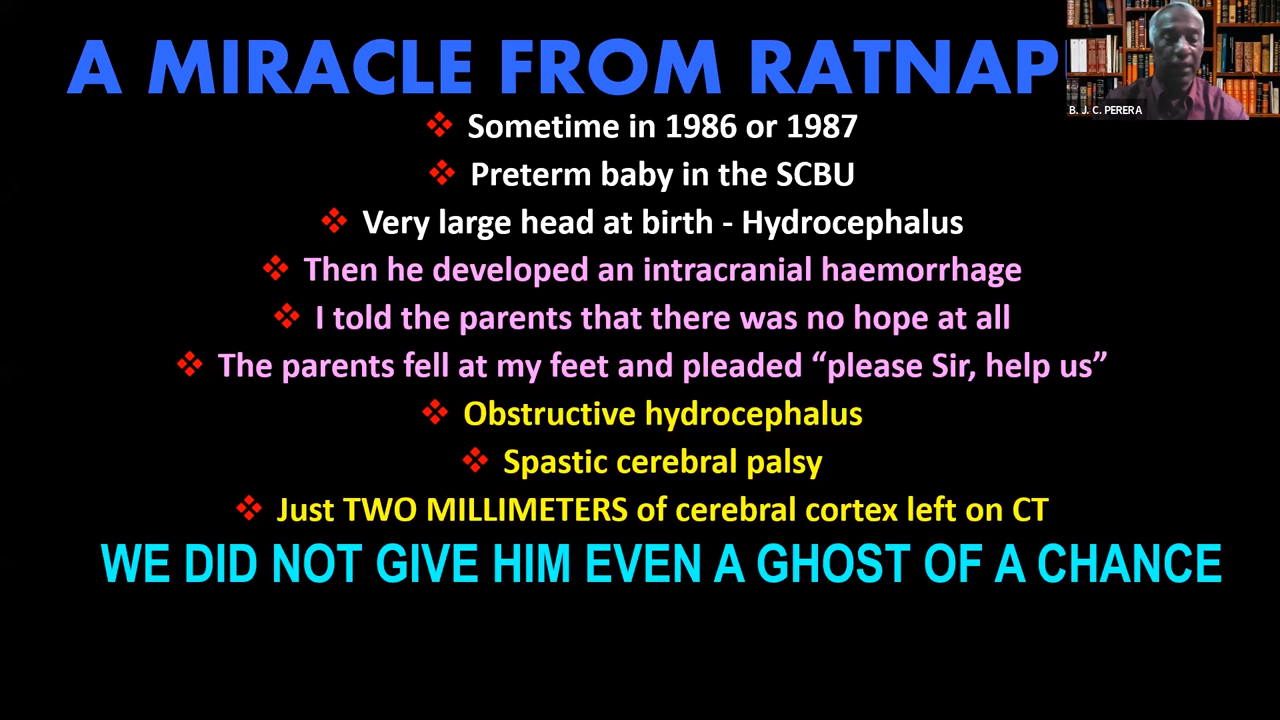 A MIRACLE FROM RATNAP
B. J. C. PERERA
❖ Sometime in 1986 or 1987
❖ Preterm baby in the SCBU
❖ Very large head at birth - Hydrocephalus
❖ Then he developed an intracranial haemorrhage
❖ I told the parents that there was no hope at all
❖ The parents fell at my feet and pleaded “please Sir, help us”
❖ Obstructive hydrocephalus
❖ Spastic cerebral palsy
❖ Just TWO MILLIMETERS of cerebral cortex left on CT
WE DID NOT GIVE HIM EVEN A GHOST OF A CHANCE